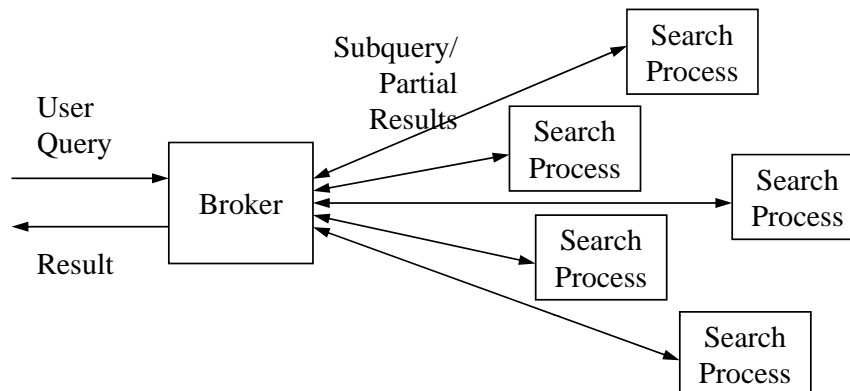 Subquery/
Partial
Results
User
Query
Broker
Result
Search
Process
Search
Process
Search
Process
Search
Process
Search
Process